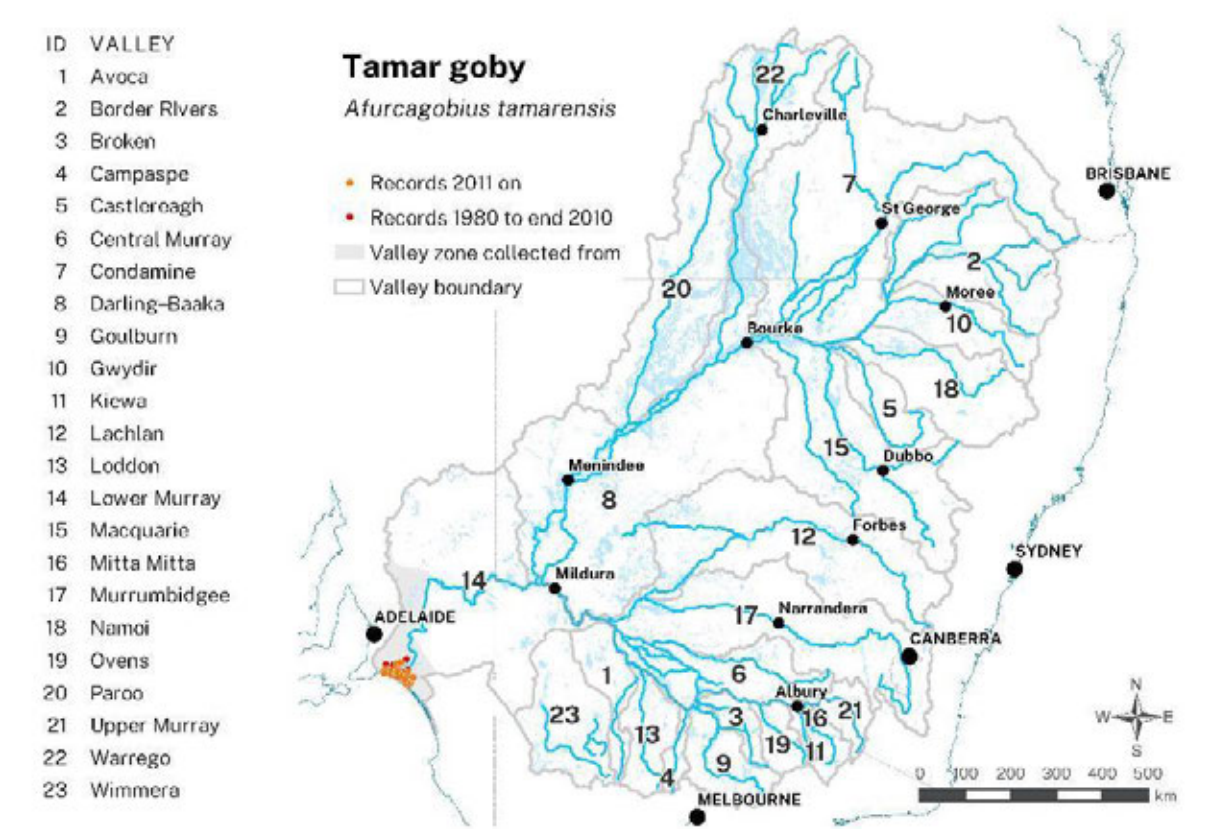 ID VALLEY
1 Avoca
2 Border RIvers
3 Broken
4 Campaspe
5 Castlereagh
6 Central Murray
7 Condamine
8 Darling–Baaka
9 Goulburn
10 Gwydir
11 Kiewa
12 Lachlan
13 Loddon
14 Lower Murray
15 Macquarie
16 Mitta Mitta
17 Murrumbidgee
18 Namoi
19 Ovens
20 Paroo
21 Upper Murray
22 Warrego
23 Wimmera
Tamar goby
Afurcagobius tamarensis
Records 2011 on
Records 1980 to end 2010
Valley zone collected from
Valley boundary
22
Charleville
BRISBANE
7
St George
2
20
Moree
10
Bourke
18
5
15
Dubbo
Menindee
8
12
Forbes
SYDNEY
14
Mildura
17
Narrandera
ADELAIDE
CANBERRA
1
6
Albury
21
23
3
16
13
19
11
9
4
MELBOURNE
N
W
E
S
0 100 200 300 400 500
km